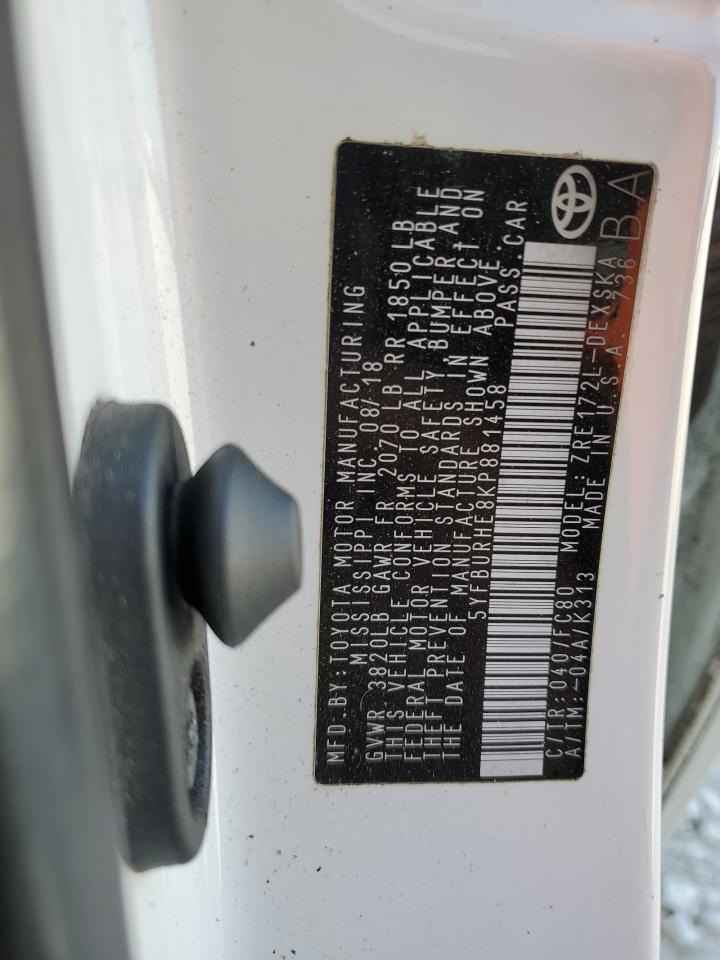 MFD.BY:TOYOTA MOTOR MANUFACTURING
MISSISSIPPI INC. 08/18
GVWR 3820LB GAWR FR 2070 LB RR 1850LB
THIS VEHICLE CONFORMS TO ALL APPLICABLE
FEDERAL MOTOR VEHICLE SAFETY, BUMPER, AND
THEFT PREVENTION STANDARDS IN EFFECT ON
THE DATE OF MANUFACTURE SHOWN ABOVE.
5YFBURHE8KP881458 PASS.CAR
C/TR: 040 /FC80 MODEL: ZRE172L-DEXSKA
A/TM: -04A/K313 MADE IN U.S.A. 736
BA